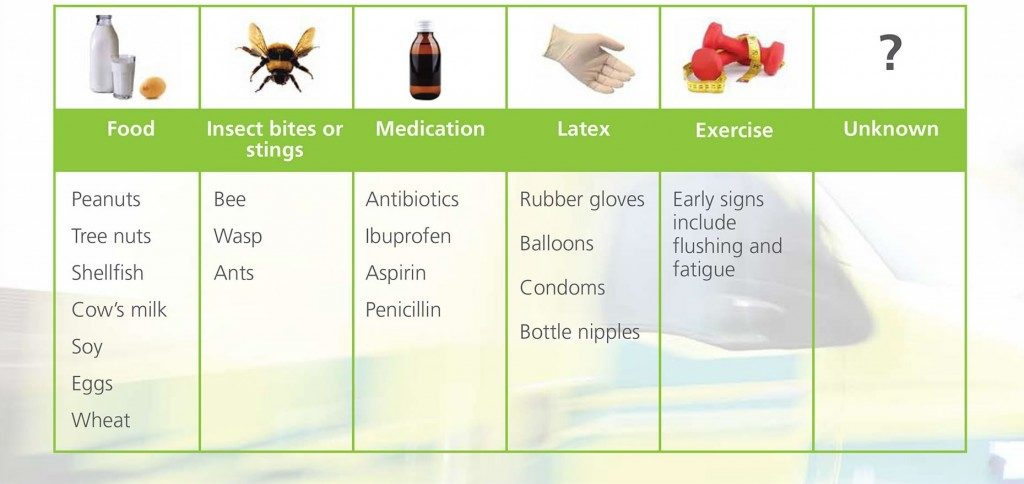 ?
Food
Insect bites or
stings
Medication
Latex
Exercise
Unknown
Peanuts
Tree nuts
Shellfish
Cow’s milk
Soy
Eggs
Wheat
Bee
Wasp
Ants
Antibiotics
Ibuprofen
Aspirin
Penicillin
Rubber gloves
Balloons
Condoms
Bottle nipples
Early signs
include
flushing and
fatigue